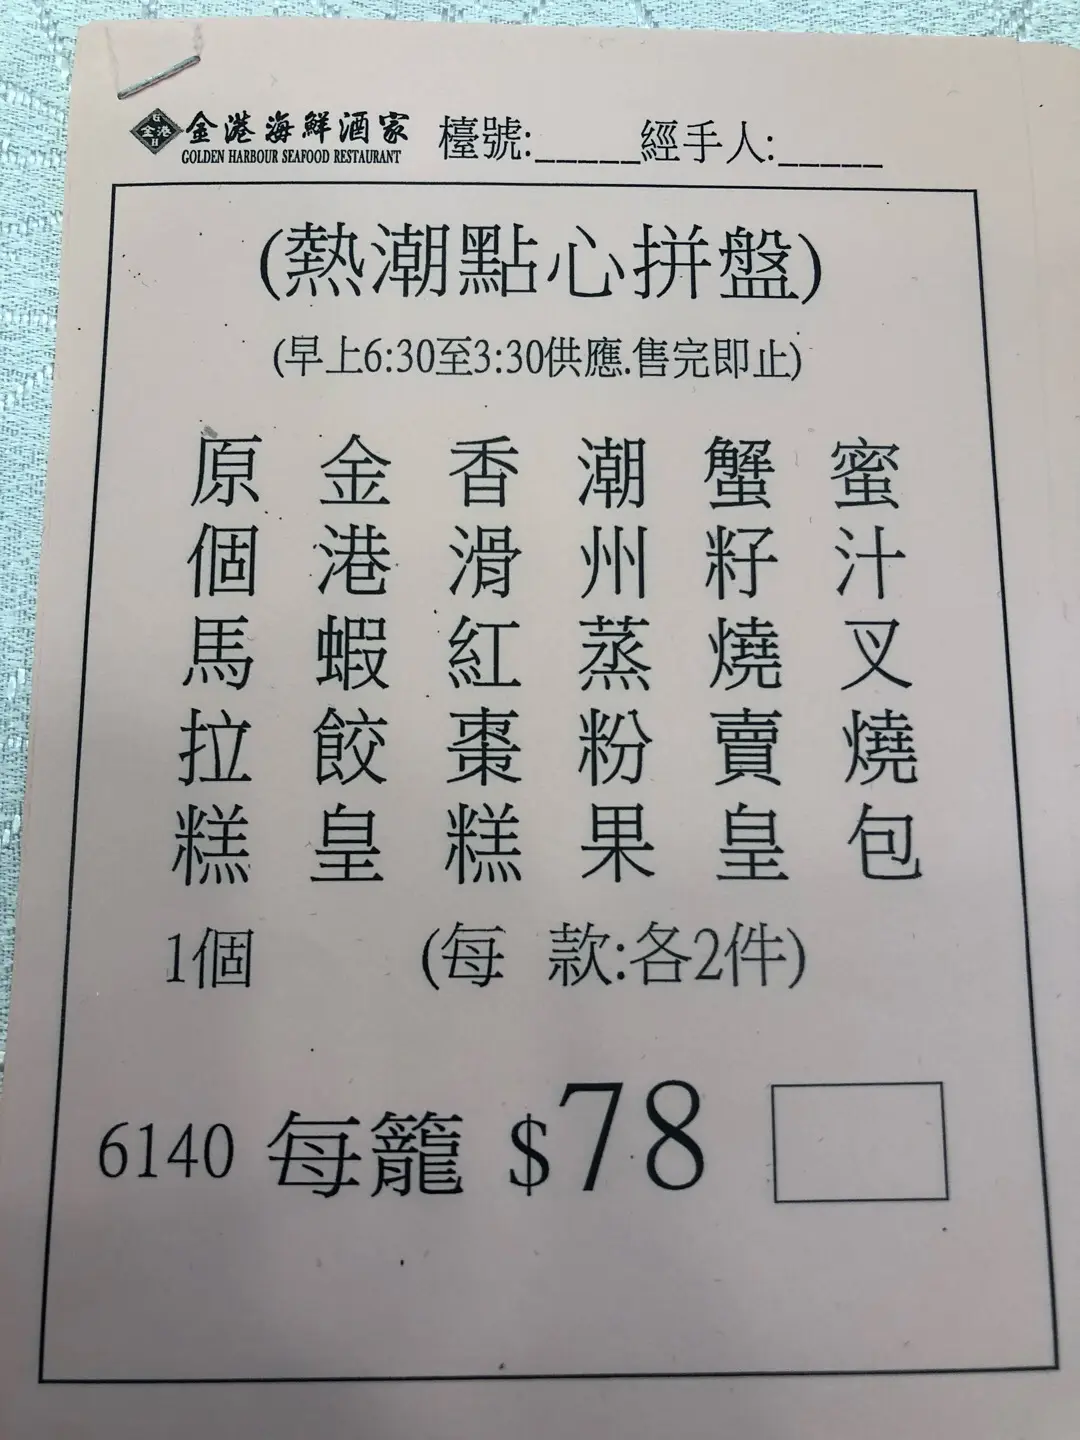 金港海鮮酒家
GOLDEN HARBOUR SEAFOOD RESTAURANT
G
金港
H
檯號:_____經手人:_____
(熱潮點心拼盤)
(早上6:30至3:30供應.售完即止)
蜜汁叉燒包
蟹籽燒賣皇
潮州蒸粉果
香滑紅棗糕
金港蝦餃皇
原個馬拉糕
1個
(每 款:各2件)
6140 每籠 $78